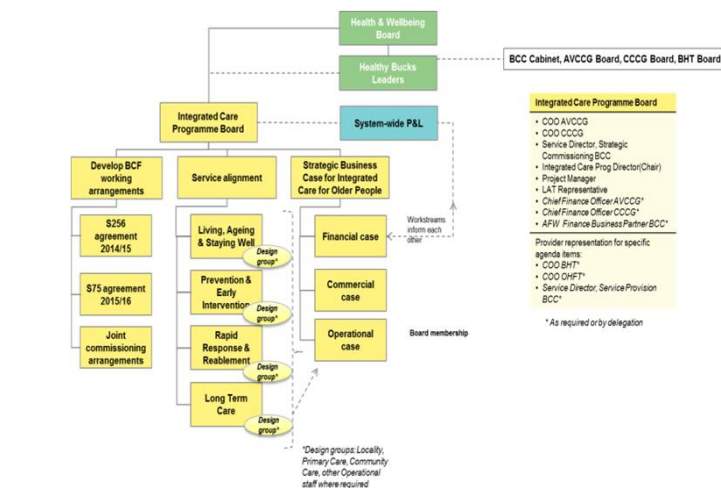 Health & Wellbeing
Board
Healthy Bucks
Leaders
BCC Cabinet, AVCCG Board, CCCG Board, BHT Board
Integrated Care
Programme Board
System-wide P&L
Develop BCF
working
arrangements
Service alignment
Strategic Business
Case for Integrated
Care for Older People
S256
agreement
2014/15
S75 agreement
2015/16
Joint
commissioning
arrangements
Living, Ageing
& Staying Well
Design
group*
Prevention &
Early
Intervention
Design
group*
Rapid
Response &
Reablement
Design
group*
Long Term
Care
Design
group*
Financial case
Commercial
case
Operational
case
Workstreams
inform each
other
Board membership
*Design groups: Locality,
Primary Care, Community
Care, other Operational
staff where required
Integrated Care Programme Board
• COO AVCCG
• COO CCCG
• Service Director, Strategic
Commissioning BCC
• Integrated Care Prog Director(Chair)
• Project Manager
• LAT Representative
• Chief Finance Officer AVCCG*
• Chief Finance Officer CCCG*
• AFW Finance Business Partner BCC*
Provider representation for specific
agenda items:
• COO BHT*
• COO OHFT*
• Service Director, Service Provision
BCC*
* As required or by delegation